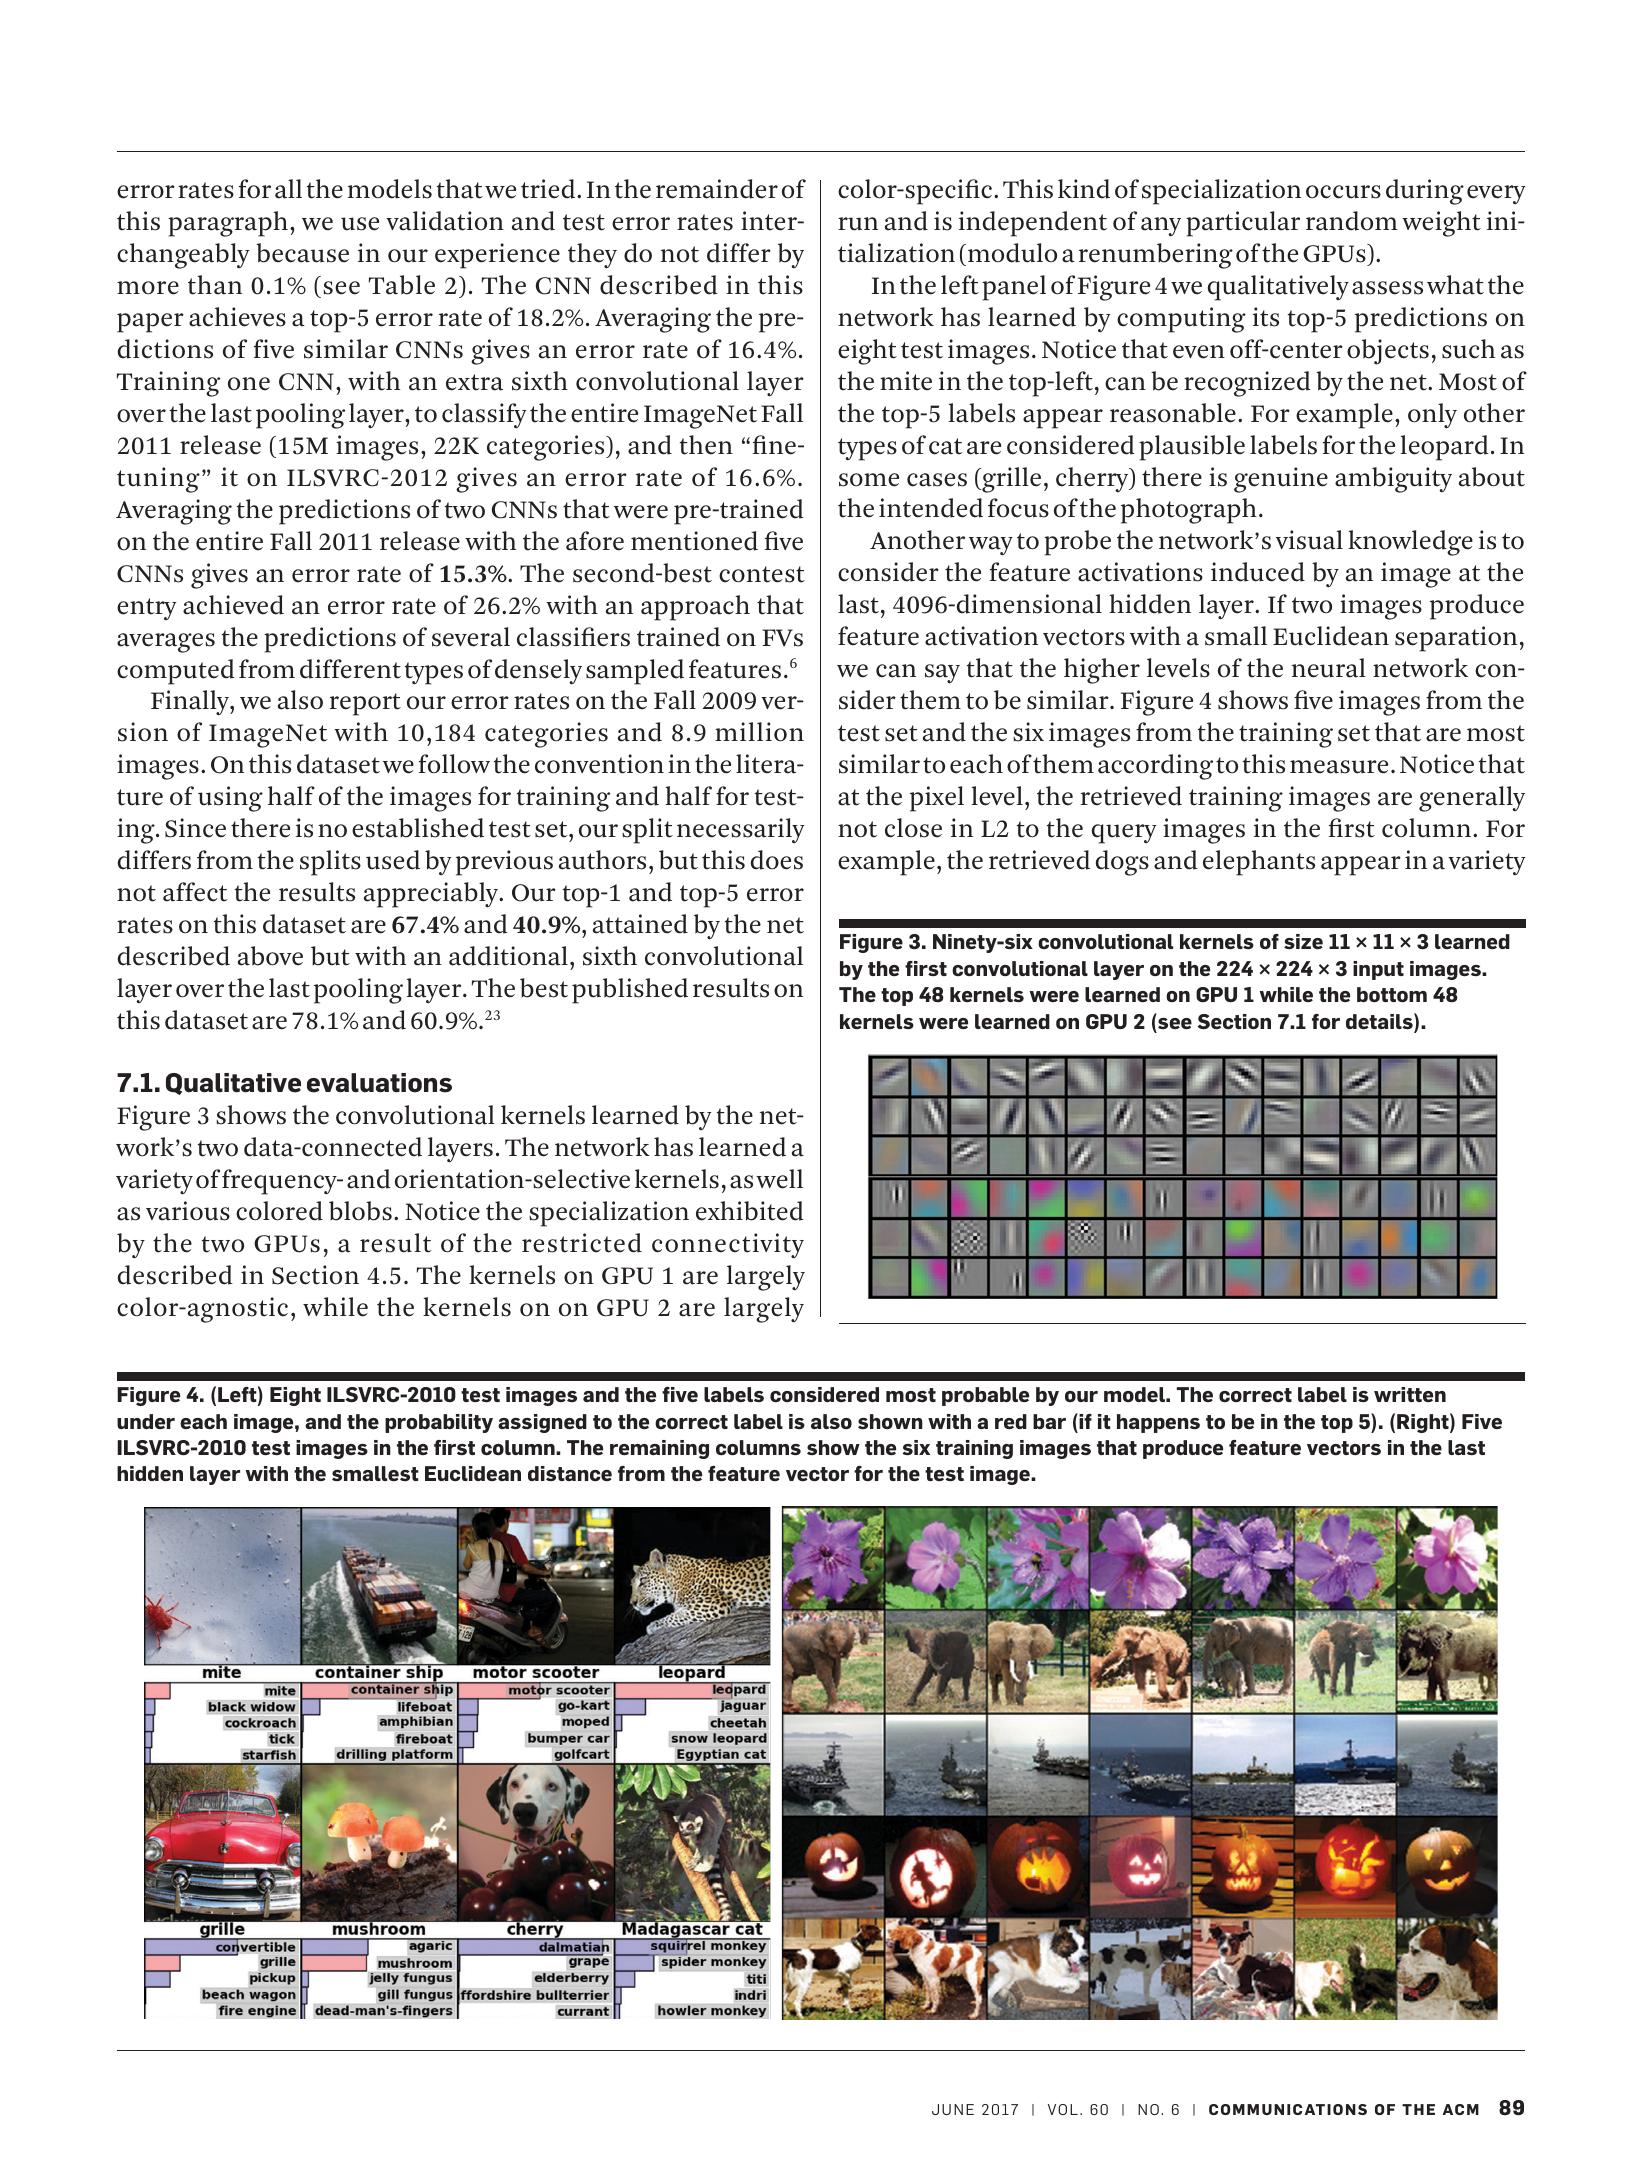 error rates for all the models that we tried. In the remainder of
this paragraph, we use validation and test error rates inter-
changeably because in our experience they do not differ by
more than 0.1% (see Table 2). The CNN described in this
paper achieves a top-5 error rate of 18.2%. Averaging the pre-
dictions of five similar CNNs gives an error rate of 16.4%.
Training one CNN, with an extra sixth convolutional layer
over the last pooling layer, to classify the entire ImageNet Fall
2011 release (15M images, 22K categories), and then “fine-
tuning” it on ILSVRC-2012 gives an error rate of 16.6%.
Averaging the predictions of two CNNs that were pre-trained
on the entire Fall 2011 release with the afore mentioned five
CNNs gives an error rate of 15.3%. The second-best contest
entry achieved an error rate of 26.2% with an approach that
averages the predictions of several classifiers trained on FVs
computed from different types of densely sampled features.6
Finally, we also report our error rates on the Fall 2009 ver-
sion of ImageNet with 10,184 categories and 8.9 million
images. On this dataset we follow the convention in the litera-
ture of using half of the images for training and half for test-
ing. Since there is no established test set, our split necessarily
differs from the splits used by previous authors, but this does
not affect the results appreciably. Our top-1 and top-5 error
rates on this dataset are 67.4% and 40.9%, attained by the net
described above but with an additional, sixth convolutional
layer over the last pooling layer. The best published results on
this dataset are 78.1% and 60.9%.23
7.1. Qualitative evaluations
Figure 3 shows the convolutional kernels learned by the net-
work’s two data-connected layers. The network has learned a
variety of frequency- and orientation-selective kernels, as well
as various colored blobs. Notice the specialization exhibited
by the two GPUs, a result of the restricted connectivity
described in Section 4.5. The kernels on GPU 1 are largely
color-agnostic, while the kernels on on GPU 2 are largely
color-specific. This kind of specialization occurs during every
run and is independent of any particular random weight ini-
tialization (modulo a renumbering of the GPUs).
In the left panel of Figure 4 we qualitatively assess what the
network has learned by computing its top-5 predictions on
eight test images. Notice that even off-center objects, such as
the mite in the top-left, can be recognized by the net. Most of
the top-5 labels appear reasonable. For example, only other
types of cat are considered plausible labels for the leopard. In
some cases (grille, cherry) there is genuine ambiguity about
the intended focus of the photograph.
Another way to probe the network’s visual knowledge is to
consider the feature activations induced by an image at the
last, 4096-dimensional hidden layer. If two images produce
feature activation vectors with a small Euclidean separation,
we can say that the higher levels of the neural network con-
sider them to be similar. Figure 4 shows five images from the
test set and the six images from the training set that are most
similar to each of them according to this measure. Notice that
at the pixel level, the retrieved training images are generally
not close in L2 to the query images in the first column. For
example, the retrieved dogs and elephants appear in a variety
Figure 3. Ninety-six convolutional kernels of size 11 × 11 × 3 learned
by the first convolutional layer on the 224 × 224 × 3 input images.
The top 48 kernels were learned on GPU 1 while the bottom 48
kernels were learned on GPU 2 (see Section 7.1 for details).
Figure 4. (Left) Eight ILSVRC-2010 test images and the five labels considered most probable by our model. The correct label is written
under each image, and the probability assigned to the correct label is also shown with a red bar (if it happens to be in the top 5). (Right) Five
ILSVRC-2010 test images in the first column. The remaining columns show the six training images that produce feature vectors in the last
hidden layer with the smallest Euclidean distance from the feature vector for the test image.
mite container ship motor scooter leopard
mite container ship motor scooter leopard
black widow lifeboat go-kart jaguar
cockroach amphibian moped cheetah
tick fireboat bumper car snow leopard
starfish drilling platform golfcart Egyptian cat
grille mushroom cherry Madagascar cat
convertible agaric dalmatian squirrel monkey
grille mushroom grape spider monkey
pickup jelly fungus elderberry titi
beach wagon gill fungus ffordshire bullterrier indri
fire engine dead-man's-fingers currant howler monkey
JUNE 2017 | VOL. 60 | NO. 6 | COMMUNICATIONS OF THE ACM 89